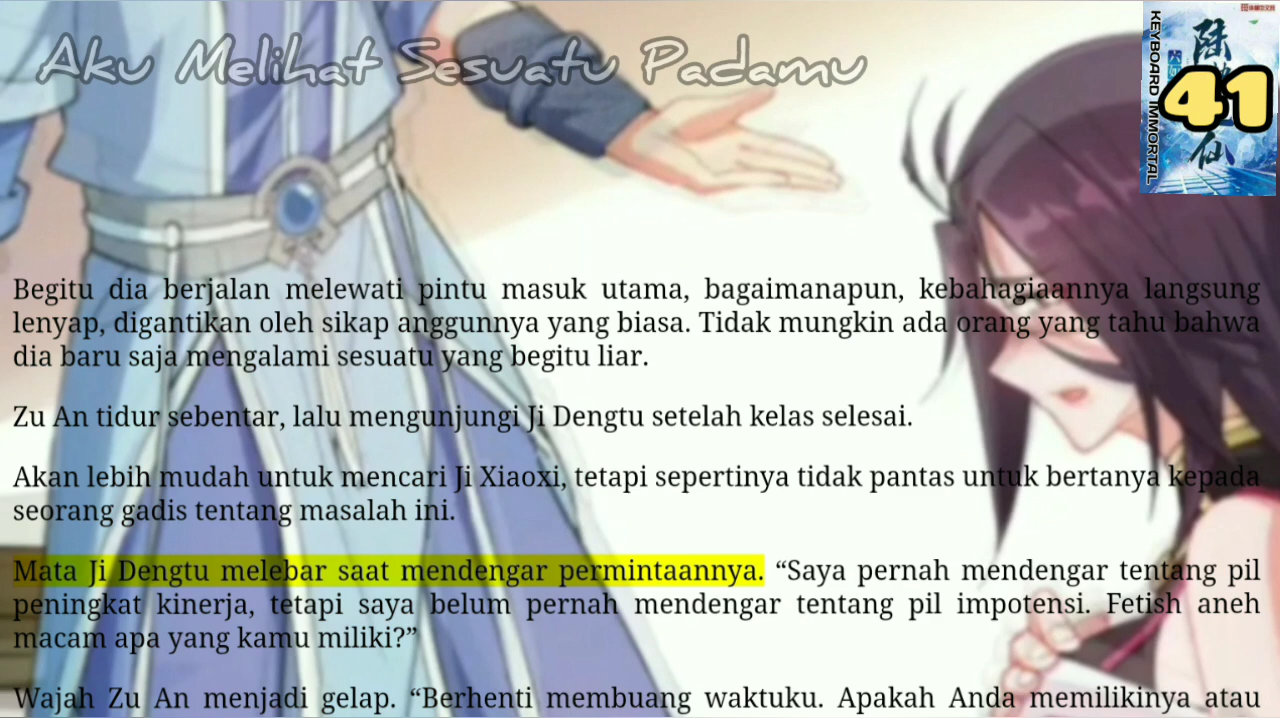 Aku Melihat Sesuatu Padamu
KEYBOARD IMMORTAL
陆
仙
41
Begitu dia berjalan melewati pintu masuk utama, bagaimanapun, kebahagiaannya langsung
lenyap, digantikan oleh sikap anggunnya yang biasa. Tidak mungkin ada orang yang tahu bahwa
dia baru saja mengalami sesuatu yang begitu liar.
Zu An tidur sebentar, lalu mengunjungi Ji Dengtu setelah kelas selesai.
Akan lebih mudah untuk mencari Ji Xiaoxi, tetapi sepertinya tidak pantas untuk bertanya kepada
seorang gadis tentang masalah ini.
Mata Ji Dengtu melebar saat mendengar permintaannya. “Saya pernah mendengar tentang pil
peningkat kinerja, tetapi saya belum pernah mendengar tentang pil impotensi. Fetish aneh
macam apa yang kamu miliki?”
Wajah Zu An menjadi gelap. “Berhenti membuang waktuku. Apakah Anda memilikinya atau